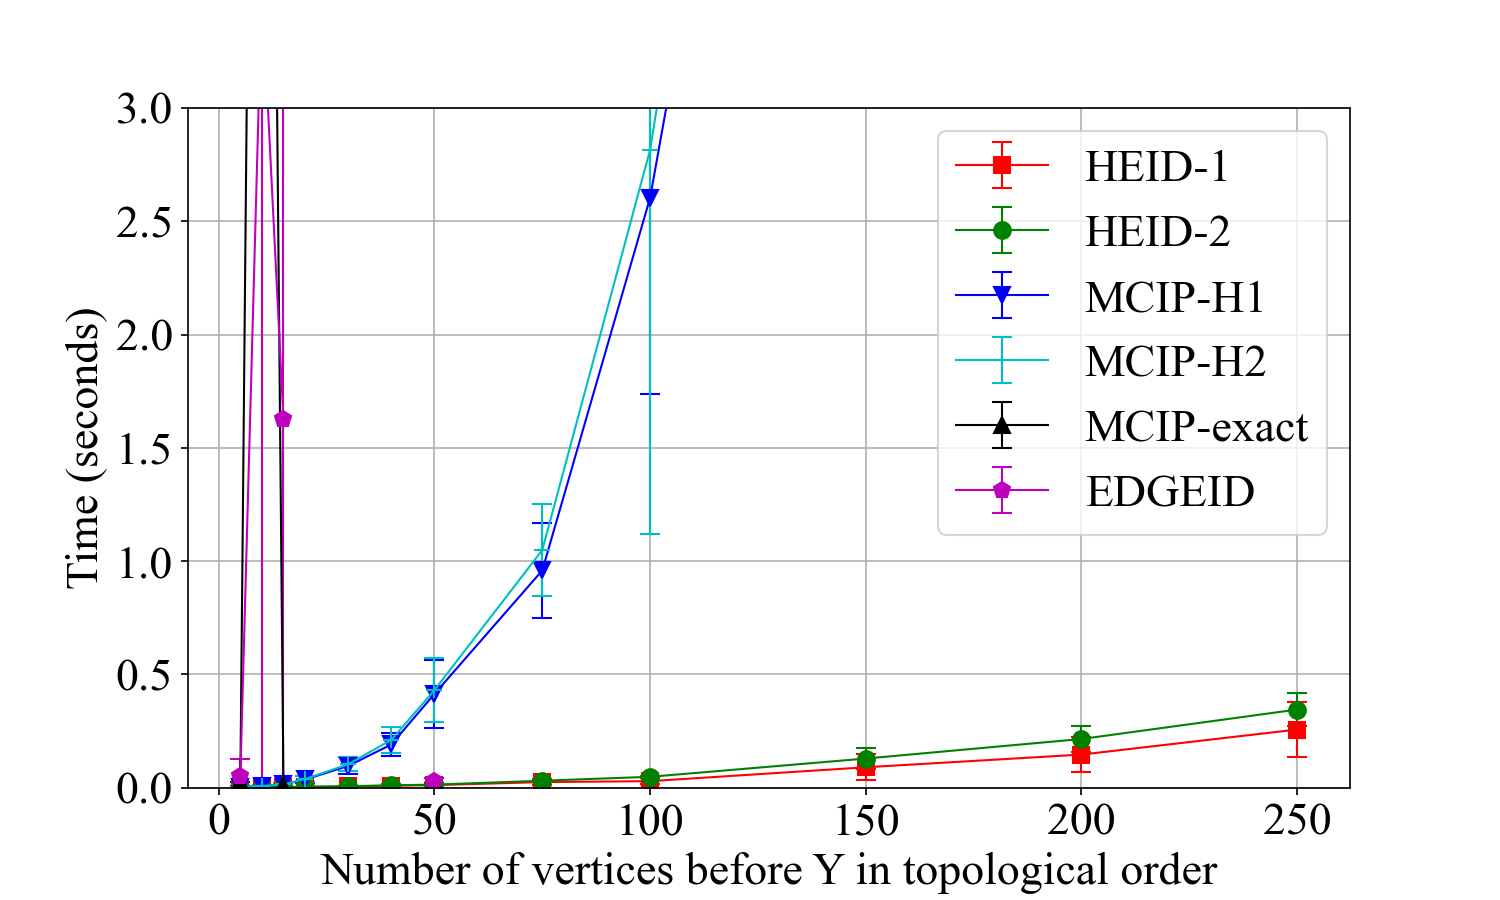 3.0
2.5
2.0
1.5
1.0
0.5
0.0
Time (seconds)
0 50 100 150 200 250
Number of vertices before Y in topological order
HEID-1
HEID-2
MCIP-H1
MCIP-H2
MCIP-exact
EDGEID